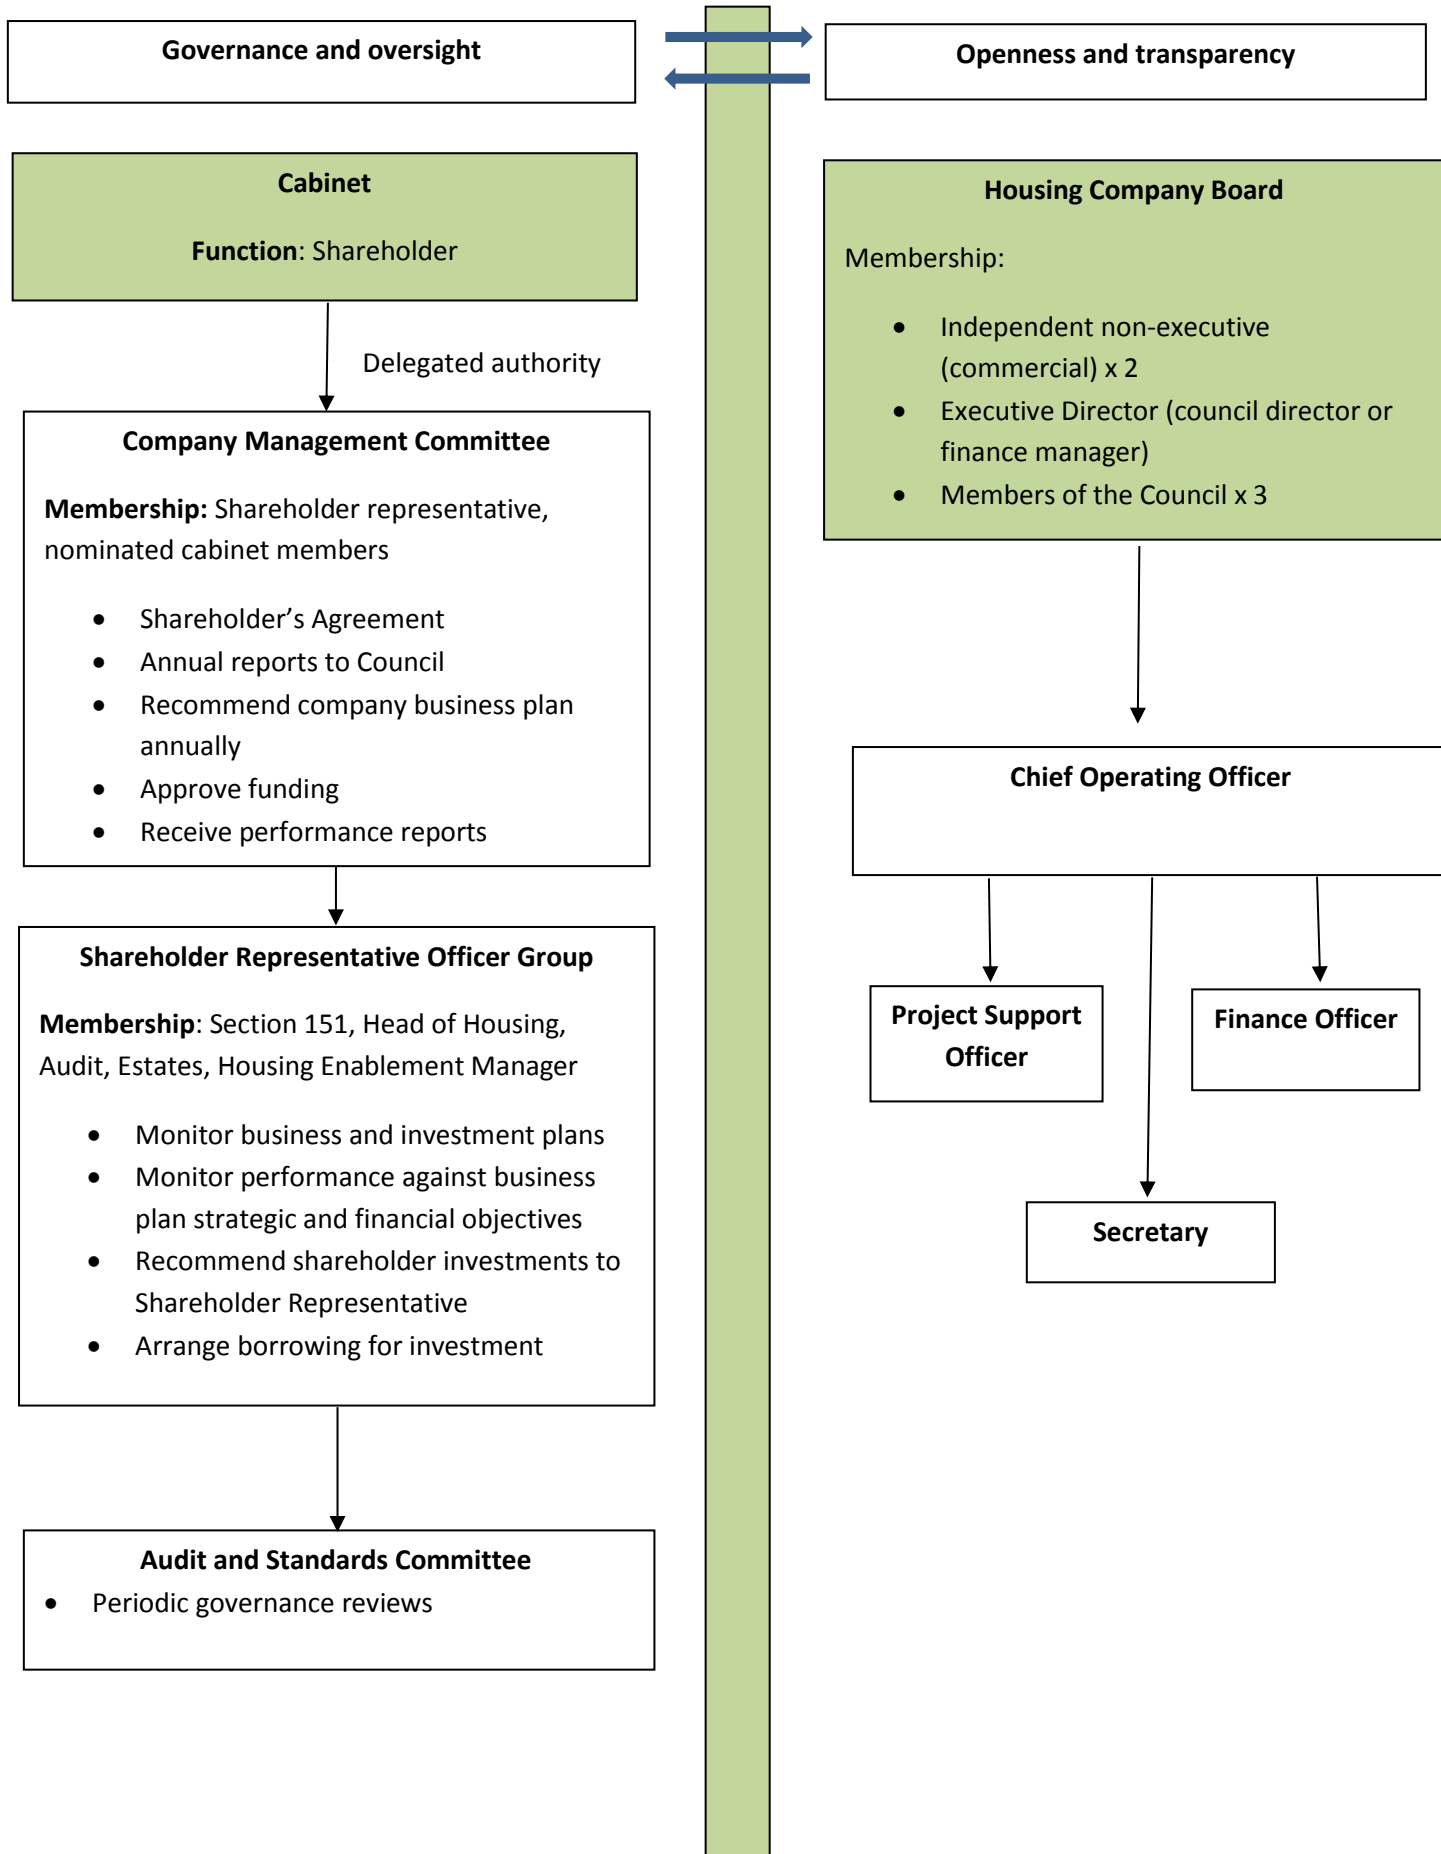 Governance and oversight
Openness and transparency
Cabinet
Function: Shareholder
Delegated authority
Company Management Committee
Membership: Shareholder representative,
nominated cabinet members
• Shareholder’s Agreement
• Annual reports to Council
• Recommend company business plan
annually
• Approve funding
• Receive performance reports
Shareholder Representative Officer Group
Membership: Section 151, Head of Housing,
Audit, Estates, Housing Enablement Manager
• Monitor business and investment plans
• Monitor performance against business
plan strategic and financial objectives
• Recommend shareholder investments to
Shareholder Representative
• Arrange borrowing for investment
Audit and Standards Committee
• Periodic governance reviews
Housing Company Board
Membership:
• Independent non-executive
(commercial) x 2
• Executive Director (council director or
finance manager)
• Members of the Council x 3
Chief Operating Officer
Project Support
Officer
Finance Officer
Secretary